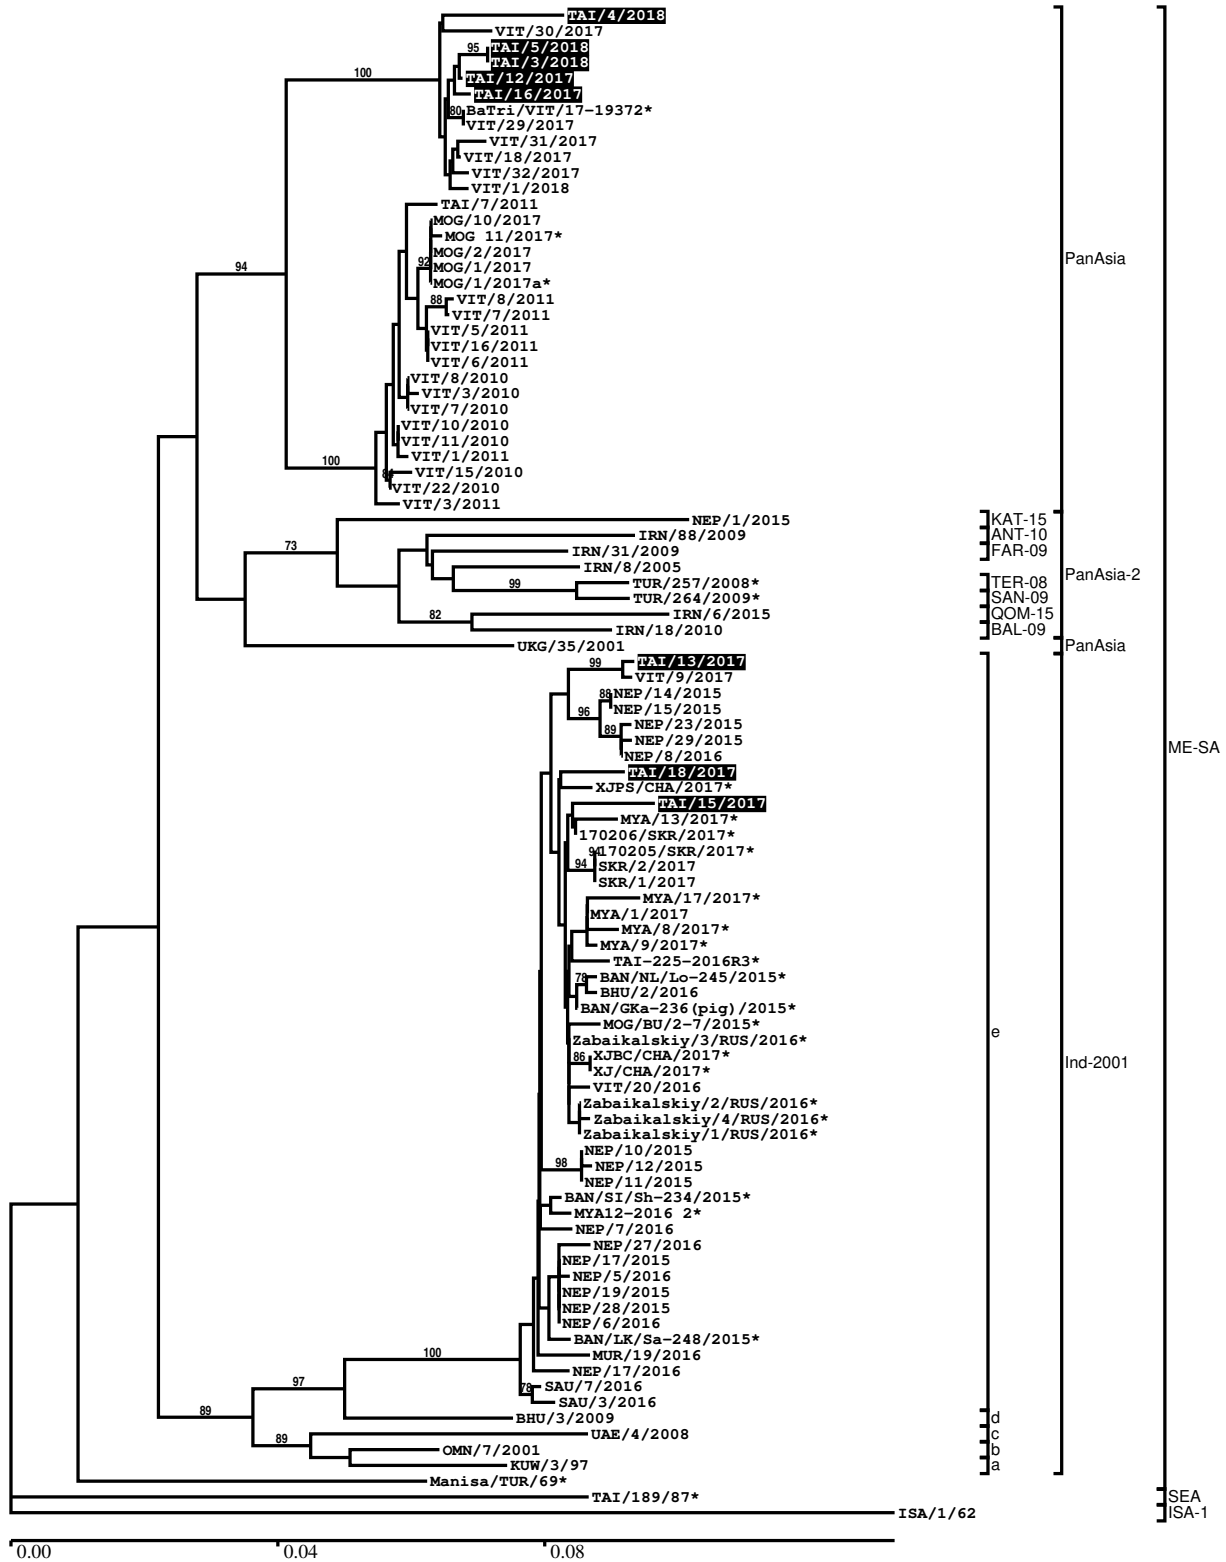 TAI/4/2018
VIT/30/2017
95 TAI/5/2018
TAI/3/2018
100
TAI/12/2017
TAI/16/2017
80 BaTri/VIT/17-19372*
VIT/29/2017
VIT/31/2017
VIT/18/2017
VIT/32/2017
VIT/1/2018
TAI/7/2011
MOG/10/2017
MOG 11/2017*
MOG/2/2017
PanAsia
94
92 MOG/1/2017
MOG/1/2017a*
88 VIT/8/2011
VIT/7/2011
VIT/5/2011
VIT/16/2011
VIT/6/2011
VIT/8/2010
VIT/3/2010
VIT/7/2010
VIT/10/2010
VIT/11/2010
VIT/1/2011
100
VIT/15/2010
VIT/22/2010
VIT/3/2011
NEP/1/2015 KAT-15
IRN/88/2009 ANT-10
73
IRN/31/2009 FAR-09
IRN/8/2005
PanAsia-2
99 TUR/257/2008* TER-08
TUR/264/2009* SAN-09
IRN/6/2015 QOM-15
82
IRN/18/2010 BAL-09
UKG/35/2001 PanAsia
99 TAI/13/2017
VIT/9/2017
88 NEP/14/2015
NEP/15/2015
96
NEP/23/2015
89
NEP/29/2015
ME-SA
NEP/8/2016
TAI/18/2017
XJPS/CHA/2017*
TAI/15/2017
MYA/13/2017*
170206/SKR/2017*
94 170205/SKR/2017*
94 SKR/2/2017
SKR/1/2017
MYA/17/2017*
MYA/1/2017
MYA/8/2017*
MYA/9/2017*
TAI-225-2016R3*
78 BAN/NL/Lo-245/2015*
BHU/2/2016
BAN/GKa-236(pig)/2015*
MOG/BU/2-7/2015*
e
Zabaikalskiy/3/RUS/2016*
86 XJBC/CHA/2017*
Ind-2001
XJ/CHA/2017*
VIT/20/2016
Zabaikalskiy/2/RUS/2016*
Zabaikalskiy/4/RUS/2016*
Zabaikalskiy/1/RUS/2016*
NEP/10/2015
98 NEP/12/2015
NEP/11/2015
BAN/SI/Sh-234/2015*
MYA12-2016 2*
NEP/7/2016
NEP/27/2016
NEP/17/2015
NEP/5/2016
NEP/19/2015
NEP/28/2015
NEP/6/2016
BAN/LK/Sa-248/2015*
100 MUR/19/2016
NEP/17/2016
97 78 SAU/7/2016
SAU/3/2016
89
BHU/3/2009 d
UAE/4/2008 c
89
OMN/7/2001 b
KUW/3/97 a
Manisa/TUR/69*
TAI/189/87* SEA
ISA/1/62 ISA-1
0.00 0.04 0.08